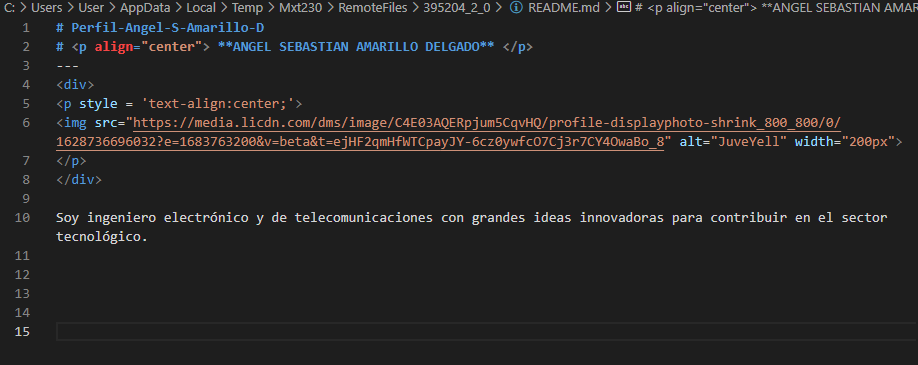 C: > Users > User > AppData > Local > Temp > Mxt230 > RemoteFiles > 395204_2_0 > README.md > # <p align="center"> **ANGEL SEBASTIAN AMAR
1 # Perfil-Angel-S-Amarillo-D
2 # <p align="center"> **ANGEL SEBASTIAN AMARILLO DELGADO** </p>
3 ---
4 <div>
5 <p style = 'text-align:center;'>
6 <img src="https://media.licdn.com/dms/image/C4E03AQERpjum5CqvHQ/profile-displayphoto-shrink_800_800/0/
1628736696032?e=1683763200&v=beta&t=ejHF2qmHfWTCpayJY-6cz0ywfcO7Cj3r7CY4OwaBo_8" alt="JuveYell" width="200px">
7 </p>
8 </div>
9
10 Soy ingeniero electrónico y de telecomunicaciones con grandes ideas innovadoras para contribuir en el sector
tecnológico.
11
12
13
14
15